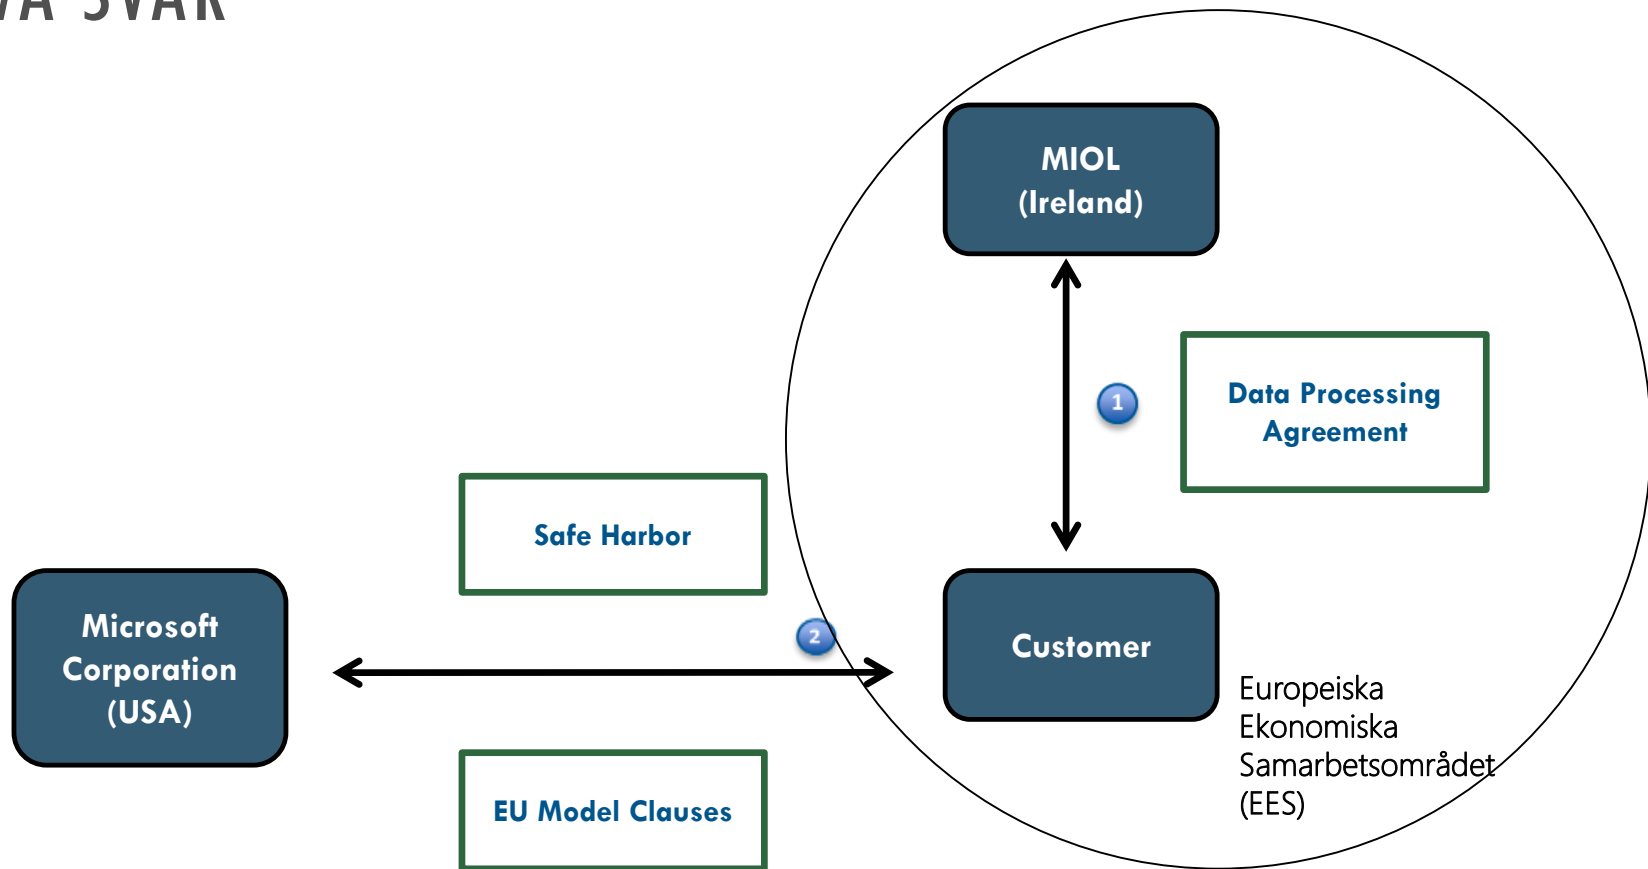 SVAR
MIOL
(Ireland)
1
Data Processing
Agreement
Safe Harbor
Microsoft
Corporation
(USA)
2
Customer
Europeiska
Ekonomiska
Samarbetsområdet
(EES)
EU Model Clauses